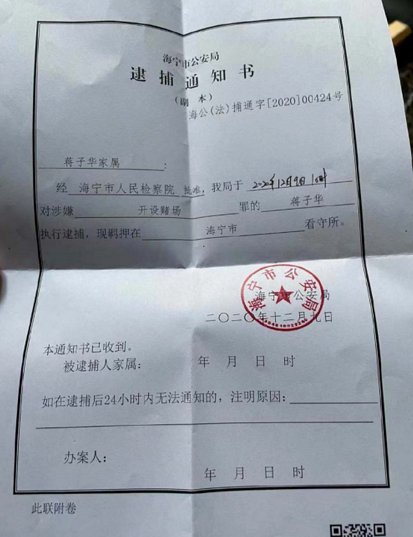 海宁市公安局
逮捕通知书
（副 本）
海公(法)捕通字[2020]00424号
蒋子华家属：
经 海宁市人民检察院 批准，我局于 2020年12月9日
对涉嫌 开设赌场 罪的 蒋子华
执行逮捕，现羁押在 海宁市 看守所。
海宁市公安局
海宁市公安局
二〇二〇年十二月九日
本通知书已收到。
被逮捕人家属： 年 月 日 时
如在逮捕后24小时内无法通知的，注明原因：
办案人：
年 月 日 时
此联附卷